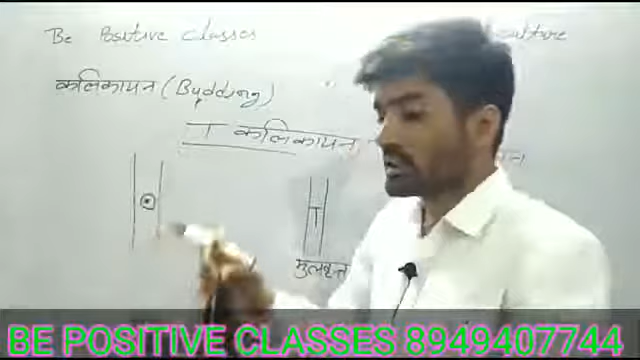 Be Positive Classes
कलिकायन (Budding)
T कलिकायन
T
मुलवृन्त
BE POSITIVE CLASSES 8949407744